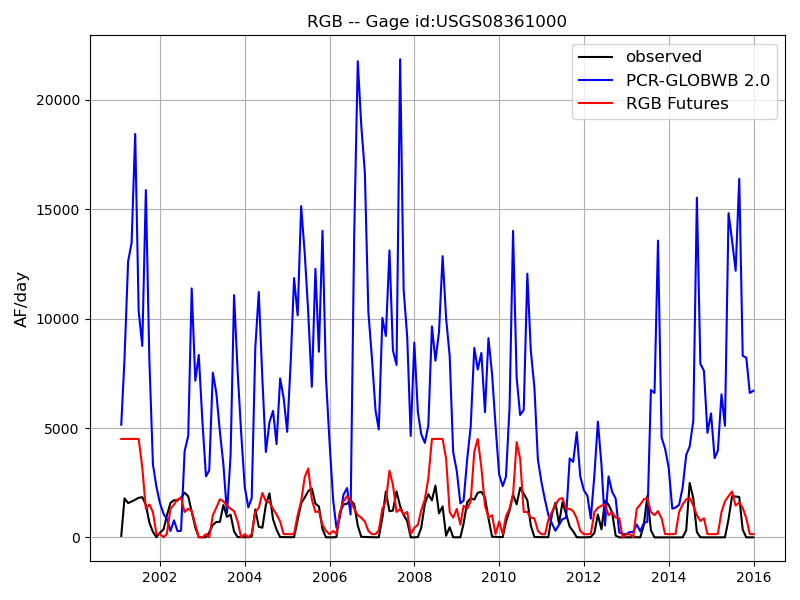 RGB -- Gage id:USGS08361000
observed
PCR-GLOBWB 2.0
RGB Futures
AF/day
20000
15000
10000
5000
0
2002 2004 2006 2008 2010 2012 2014 2016